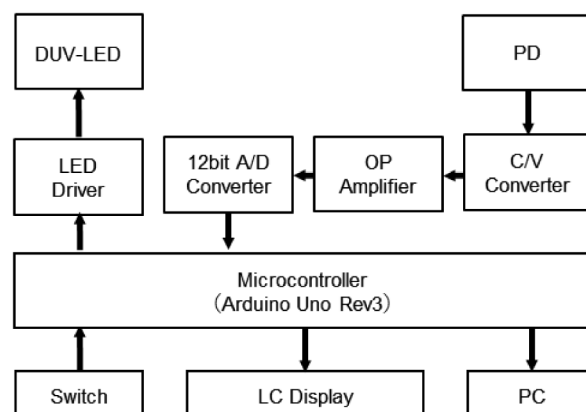 DUV-LED
PD
LED
Driver
12bit A/D
Converter
OP
Amplifier
C/V
Converter
Microcontroller
（Arduino Uno Rev3）
Switch
LC Display
PC